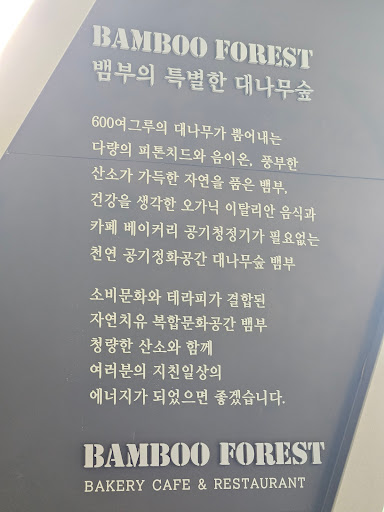 BAMBOO FOREST
뱀부의 특별한 대나무숲
600여그루의 대나무가 뿜어내는
다량의 피톤치드와 음이온, 풍부한
산소가 가득한 자연을 품은 뱀부,
건강을 생각한 오가닉 이탈리안 음식과
카페 베이커리 공기청정기가 필요없는
천연 공기정화공간 대나무숲 뱀부
소비문화와 테라피가 결합된
자연치유 복합문화공간 뱀부
청량한 산소와 함께
여러분의 지친일상의
에너지가 되었으면 좋겠습니다.
BAMBOO FOREST
BAKERY CAFE & RESTAURANT